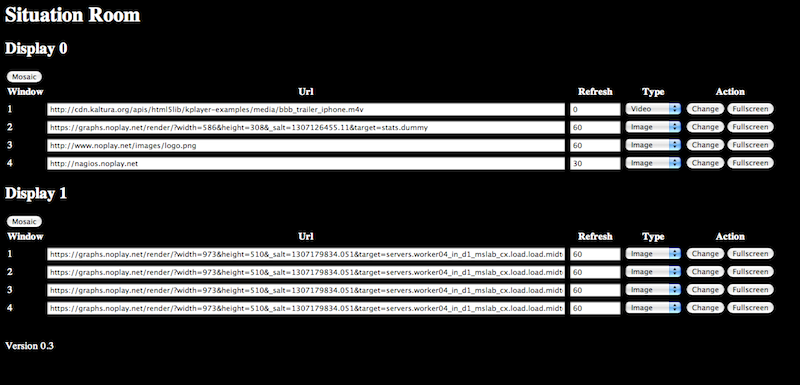 Situation Room
Display 0
Mosaic
Window Url Refresh Type Action
1 http://cdn.kaltura.org/apis/html5lib/kplayer-examples/media/bbb_trailer_iphone.m4v 0 Video Change Fullscreen
2 https://graphs.noplay.net/render/?width=586&height=308&_salt=1307126455.11&target=stats.dummy 60 Image Change Fullscreen
3 http://www.noplay.net/images/logo.png 60 Image Change Fullscreen
4 http://nagios.noplay.net 30 Image Change Fullscreen
Display 1
Mosaic
Window Url Refresh Type Action
1 https://graphs.noplay.net/render/?width=973&height=510&_salt=1307179834.051&target=servers.worker04_in_d1_mslab_cx.load.load.midt 60 Image Change Fullscreen
2 https://graphs.noplay.net/render/?width=973&height=510&_salt=1307179834.051&target=servers.worker04_in_d1_mslab_cx.load.load.midt 60 Image Change Fullscreen
3 https://graphs.noplay.net/render/?width=973&height=510&_salt=1307179834.051&target=servers.worker04_in_d1_mslab_cx.load.load.midt 60 Image Change Fullscreen
4 https://graphs.noplay.net/render/?width=973&height=510&_salt=1307179834.051&target=servers.worker04_in_d1_mslab_cx.load.load.midt 60 Image Change Fullscreen
Version 0.3